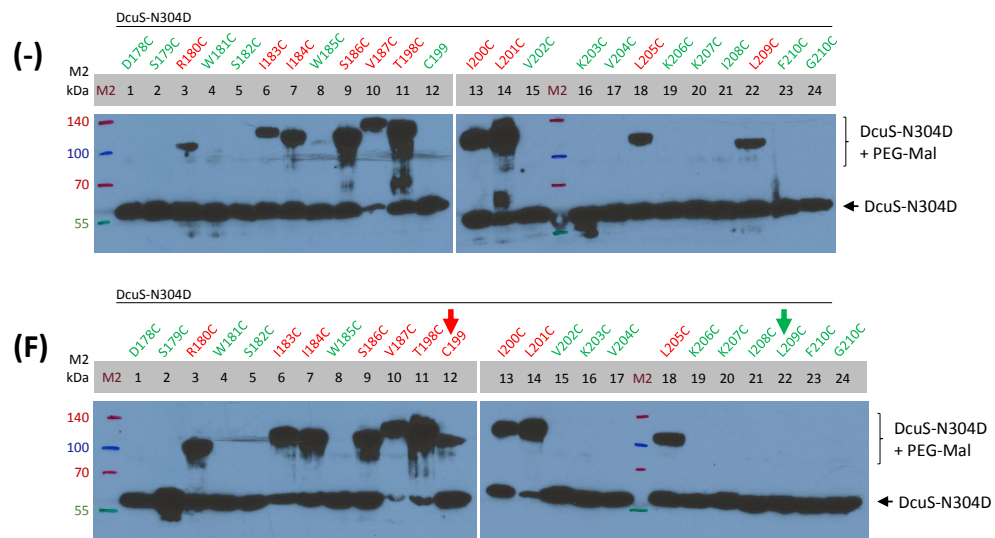 DcuS-N304D
(-)
D178C S179C R180C W181C S182C I183C I184C W185C S186C V187C T198C C199 I200C L201C V202C K203C V204C L205C K206C K207C I208C L209C F210C G210C
M2
kDa M2 1 2 3 4 5 6 7 8 9 10 11 12 13 14 15 M2 16 17 18 19 20 21 22 23 24
140
100
70
55
DcuS-N304D
+ PEG-Mal
DcuS-N304D
DcuS-N304D
(F)
D178C S179C R180C W181C S182C I183C I184C W185C S186C V187C T198C C199 I200C L201C V202C K203C V204C L205C K206C K207C I208C L209C F210C G210C
M2
kDa M2 1 2 3 4 5 6 7 8 9 10 11 12 13 14 15 16 17 M2 18 19 20 21 22 23 24
140
100
70
55
DcuS-N304D
+ PEG-Mal
DcuS-N304D